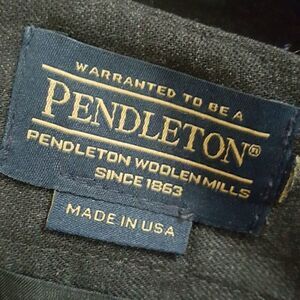 WARRANTED TO BE A
PENDLETON®
PENDLETON WOOLEN MILLS
SINCE 1863
MADE IN USA